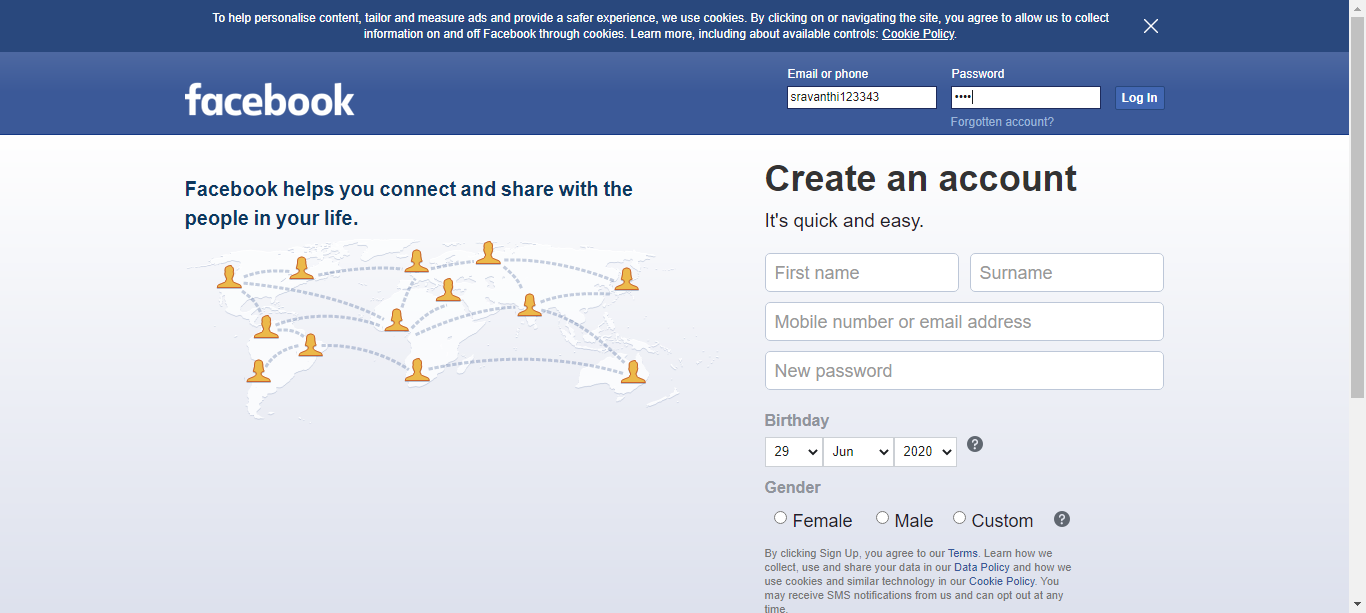 To help personalise content, tailor and measure ads and provide a safer experience, we use cookies. By clicking on or navigating the site, you agree to allow us to collect
information on and off Facebook through cookies. Learn more, including about available controls: Cookie Policy.
facebook
Email or phone
Password
sravanthi123343
••••
Log In
Forgotten account?
Facebook helps you connect and share with the
people in your life.
Create an account
It's quick and easy.
First name
Surname
Mobile number or email address
New password
Birthday
29 Jun 2020 ?
Gender
Female Male Custom ?
By clicking Sign Up, you agree to our Terms. Learn how we
collect, use and share your data in our Data Policy and how we
use cookies and similar technology in our Cookie Policy. You
may receive SMS notifications from us and can opt out at any
time.